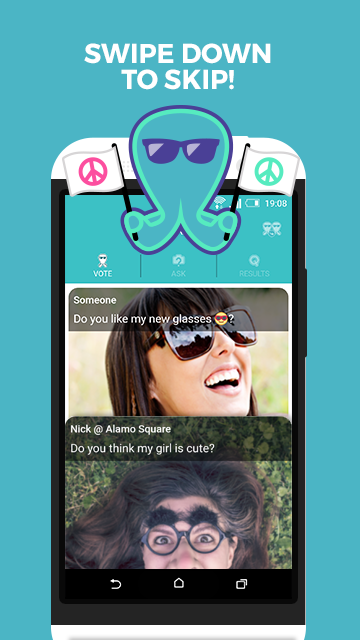 SWIPE DOWN
TO SKIP!
19:08
VOTE
ASK
RESULTS
Someone
Do you like my new glasses 😎?
Nick @ Alamo Square
Do you think my girl is cute?